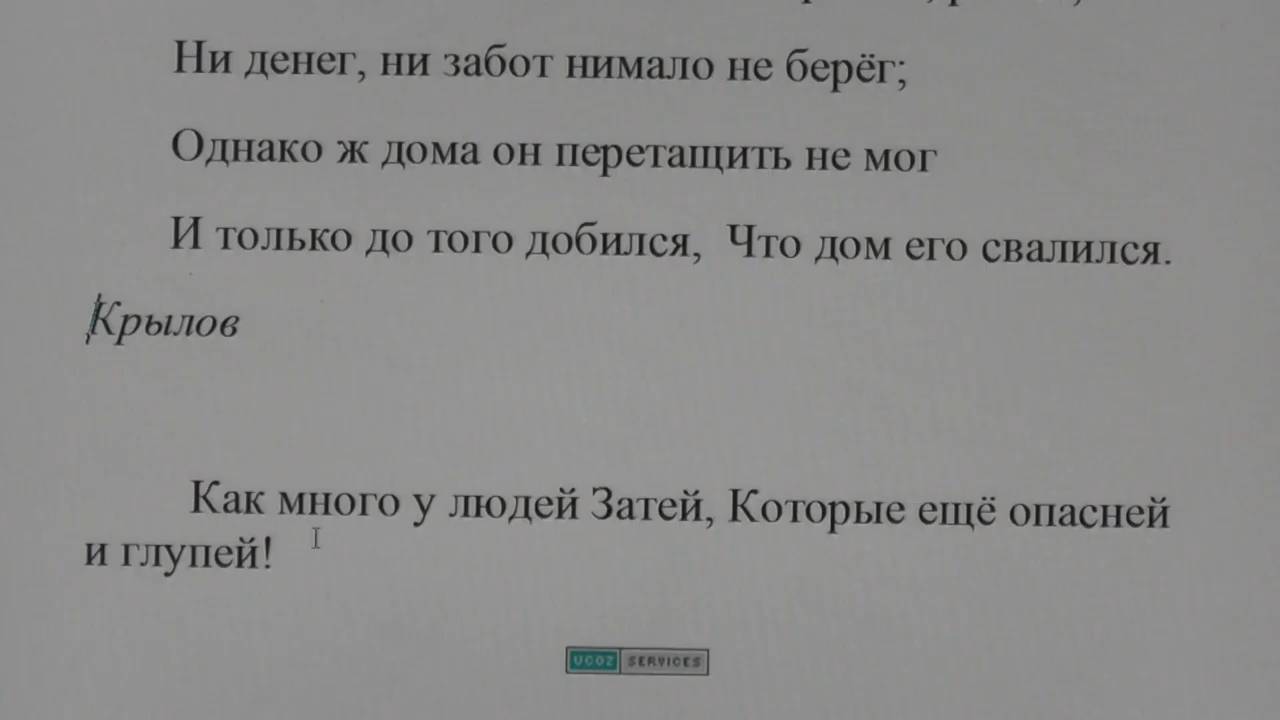 Ни денег, ни забот нимало не берёг;
Однако ж дома он перетащить не мог
И только до того добился, Что дом его свалился.
Крылов
Как много у людей Затей, Которые ещё опасней
и глупей!
UCOZ SERVICES